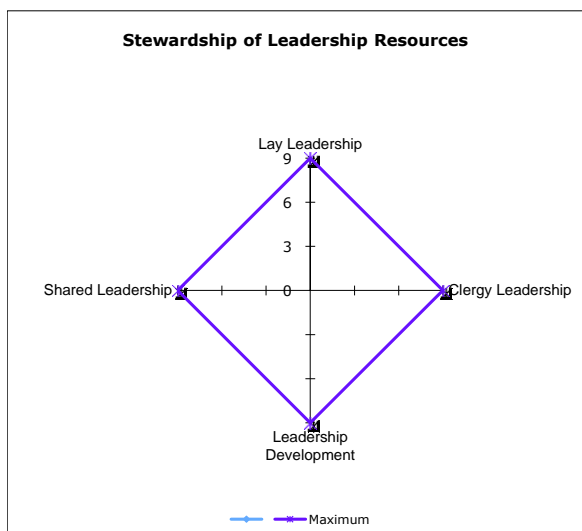 Stewardship of Leadership Resources
Lay Leadership
9
6
3
0
Shared Leadership
Clergy Leadership
Leadership
Development
Maximum